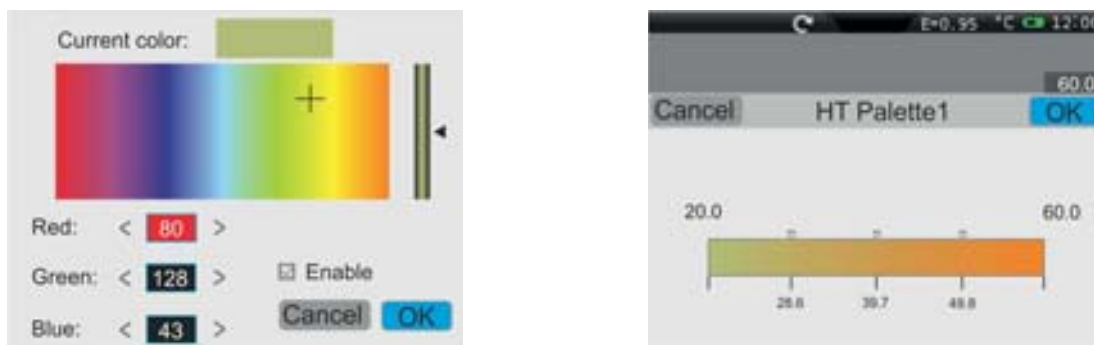 Current color:
Red: < 80 >
Green: < 128 >
Blue: < 43 >
☑ Enable
Cancel OK
E=0.95 °C 12:00
60.0
Cancel HT Palette1 OK
20.0 60.0
28.6 39.7 49.8